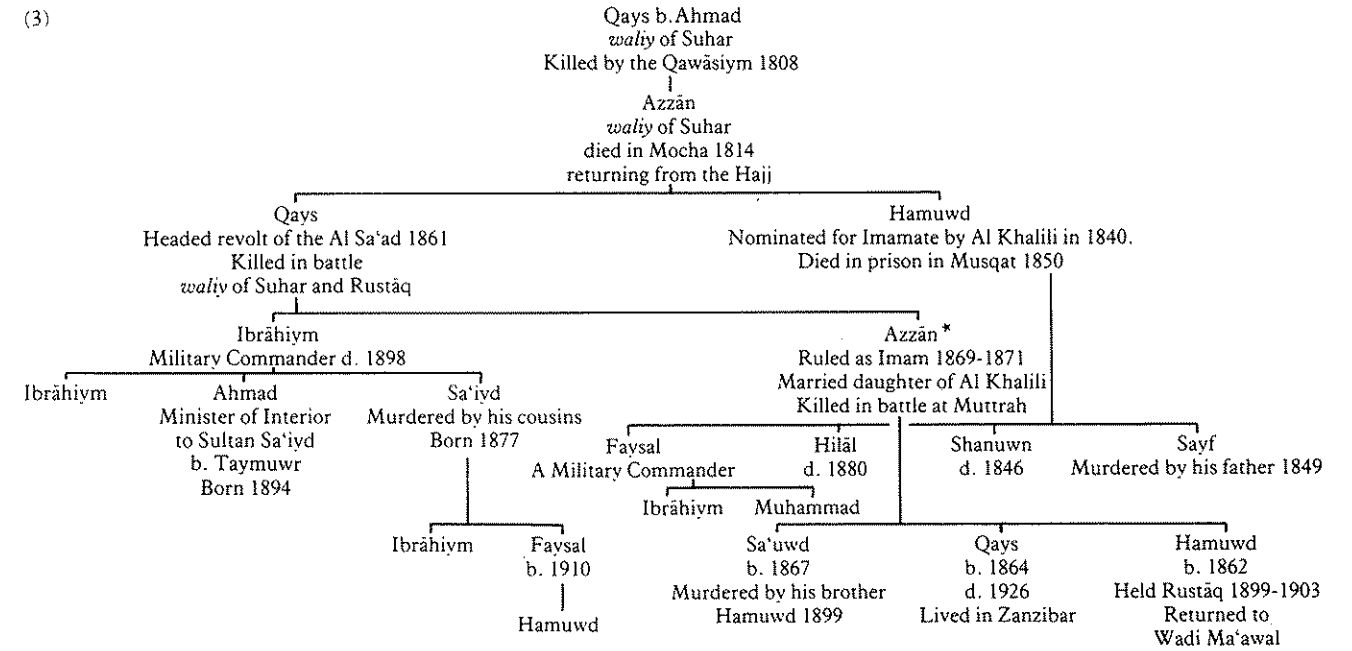 (3)
Qays b. Ahmad
waliy of Suhar
Killed by the Qawāsiym 1808
Azzān
waliy of Suhar
died in Mocha 1814
returning from the Hajj
Qays
Headed revolt of the Al Sa‘ad 1861
Killed in battle
waliy of Suhar and Rustāq
Hamuwd
Nominated for Imamate by Al Khalili in 1840.
Died in prison in Musqat 1850
Ibrāhiym
Military Commander d. 1898
Azzān*
Ruled as Imam 1869-1871
Married daughter of Al Khalili
Killed in battle at Muttrah
Ibrāhiym
Ahmad
Minister of Interior
to Sultan Sa‘iyd
b. Taymuwr
Born 1894
Sa‘iyd
Murdered by his cousins
Born 1877
Faysal
A Military Commander
Hilāl
d. 1880
Shanuwn
d. 1846
Sayf
Murdered by his father 1849
Ibrāhiym
Muhammad
Ibrāhiym
Faysal
b. 1910
Hamuwd
Sa‘uwd
b. 1867
Murdered by his brother
Hamuwd 1899
Qays
b. 1864
d. 1926
Lived in Zanzibar
Hamuwd
b. 1862
Held Rustāq 1899-1903
Returned to
Wadi Ma‘awal